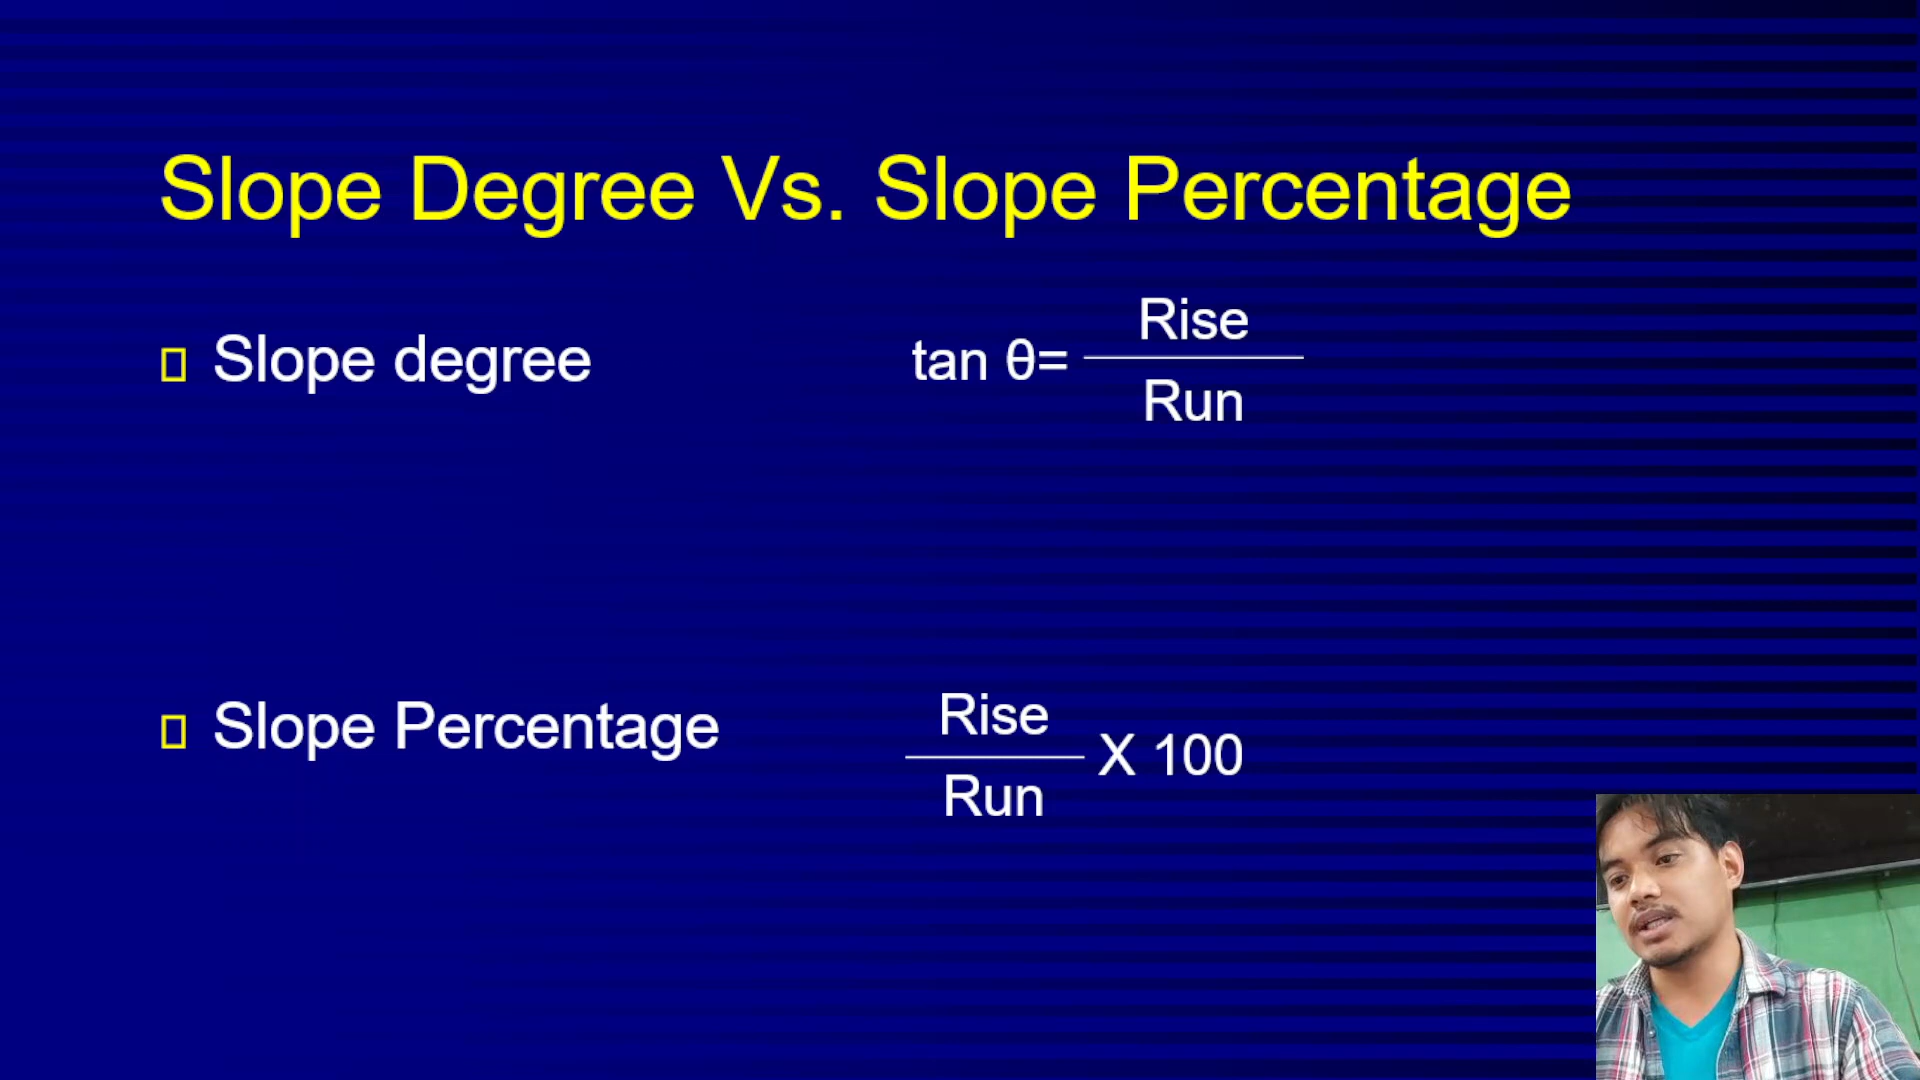 Slope Degree Vs. Slope Percentage
Slope degree
tan θ= Rise
Run
Slope Percentage
Rise
Run
X 100